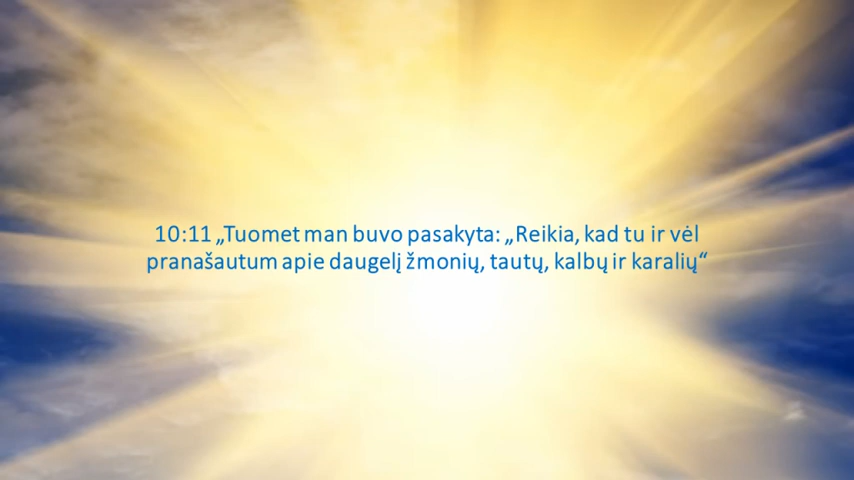 10:11 „Tuomet man buvo pasakyta: „Reikia, kad tu ir vėl
pranašautum apie daugelį žmonių, tautų, kalbų ir karalių“